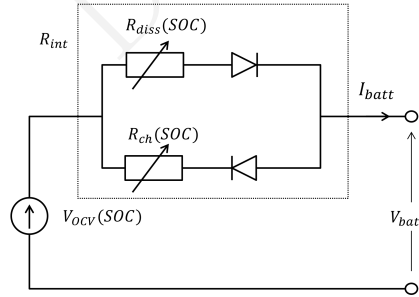 R_diss(SOC)
R_int
I_batt
R_ch(SOC)
V_OCV(SOC)
V_bat